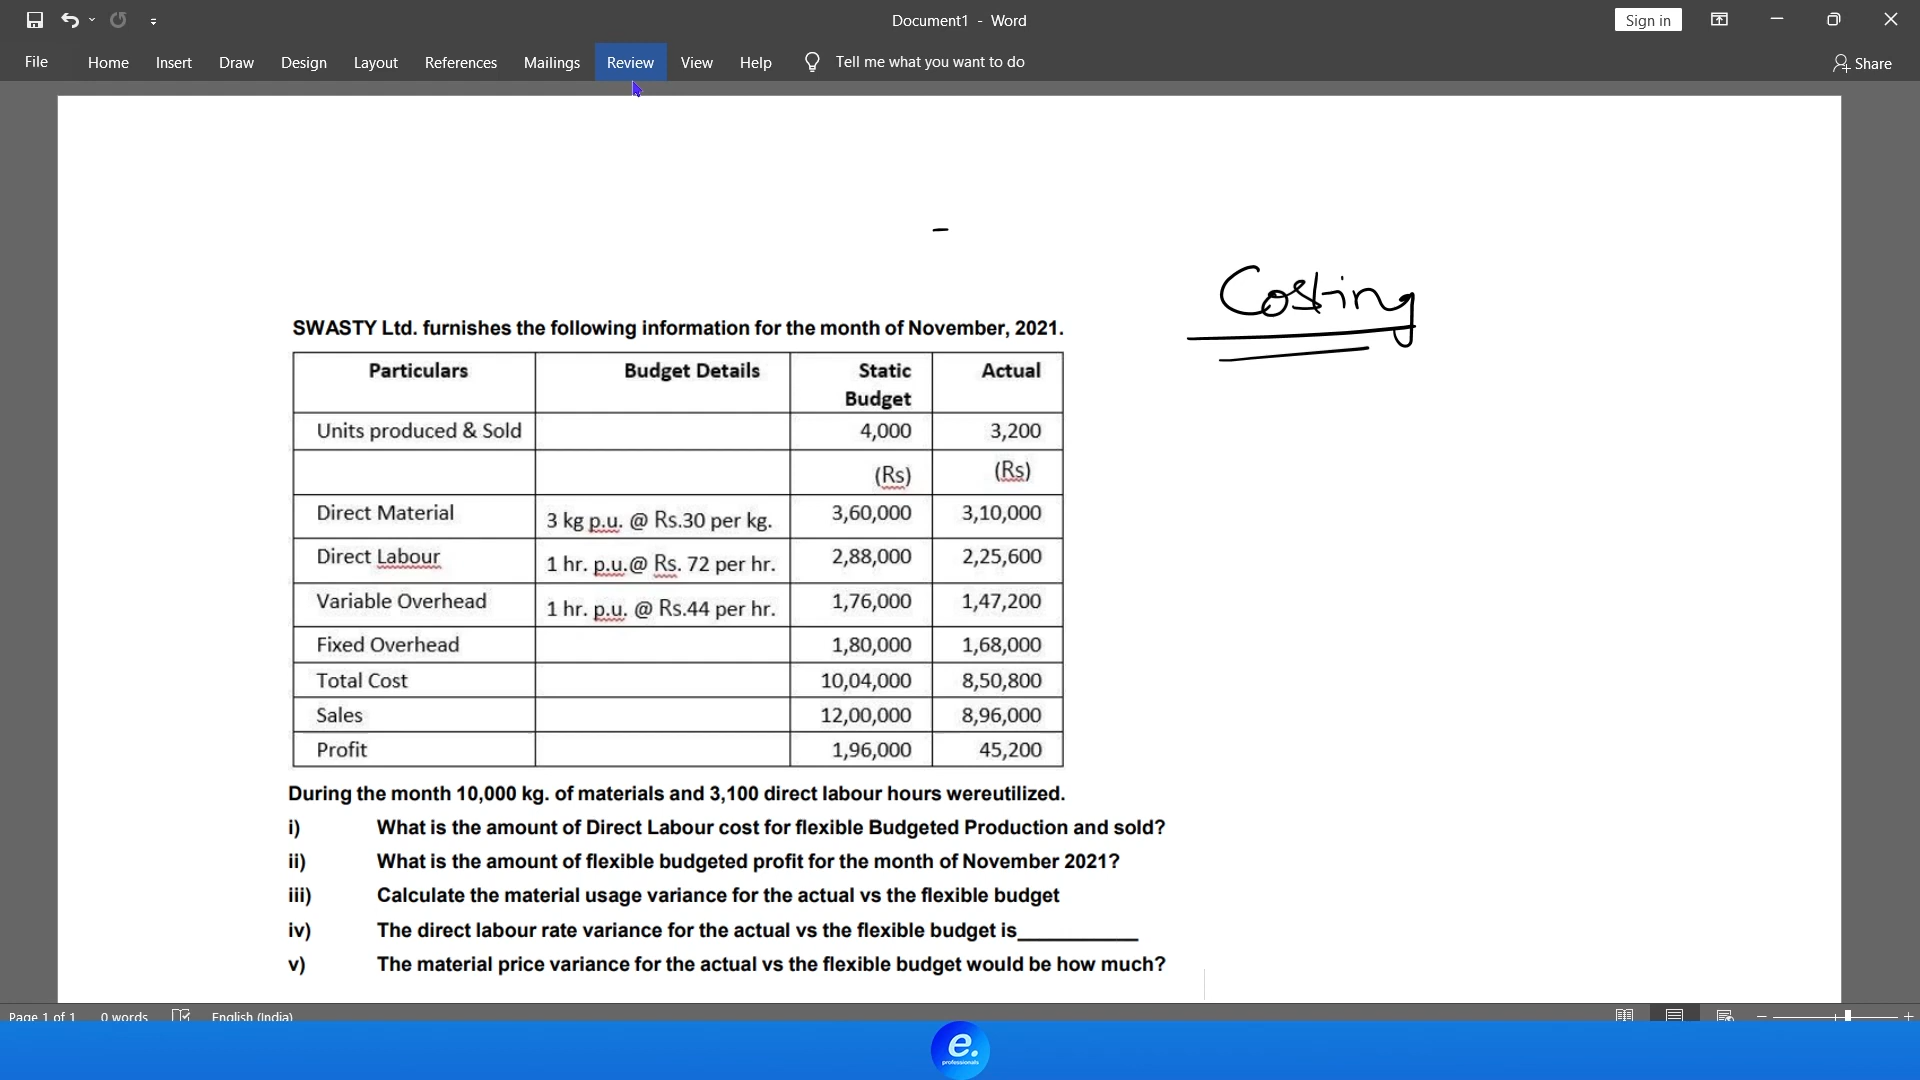 Document1 - Word
Sign in
File Home Insert Draw Design Layout References Mailings Review View Help Tell me what you want to do Share
Costing
SWASTY Ltd. furnishes the following information for the month of November, 2021.
Particulars Budget Details Static Budget Actual
Units produced & Sold 4,000 3,200
(Rs) (Rs)
Direct Material 3 kg p.u. @ Rs.30 per kg. 3,60,000 3,10,000
Direct Labour 1 hr. p.u.@ Rs. 72 per hr. 2,88,000 2,25,600
Variable Overhead 1 hr. p.u. @ Rs.44 per hr. 1,76,000 1,47,200
Fixed Overhead 1,80,000 1,68,000
Total Cost 10,04,000 8,50,800
Sales 12,00,000 8,96,000
Profit 1,96,000 45,200
During the month 10,000 kg. of materials and 3,100 direct labour hours wereutilized.
i) What is the amount of Direct Labour cost for flexible Budgeted Production and sold?
ii) What is the amount of flexible budgeted profit for the month of November 2021?
iii) Calculate the material usage variance for the actual vs the flexible budget
iv) The direct labour rate variance for the actual vs the flexible budget is____________
v) The material price variance for the actual vs the flexible budget would be how much?
Page 1 of 1 0 words English (India)
e.
professionals